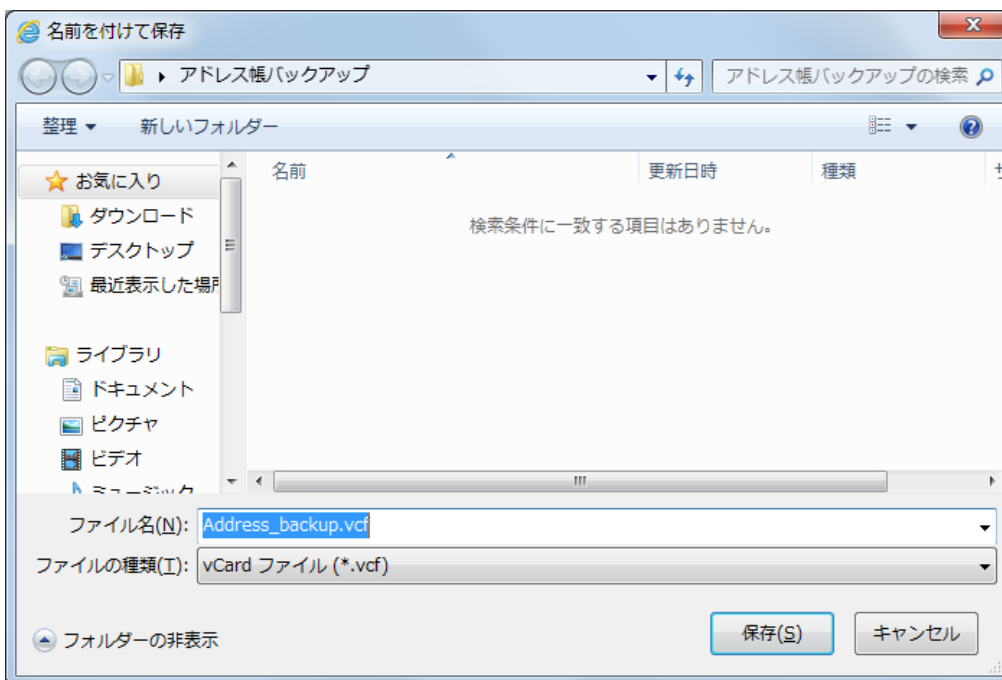 名前を付けて保存
アドレス帳バックアップ
アドレス帳バックアップの検索
整理
新しいフォルダー
お気に入り
ダウンロード
デスクトップ
最近表示した場所
ライブラリ
ドキュメント
ピクチャ
ビデオ
ミュージック
名前 更新日時 種類 サ
検索条件に一致する項目はありません。
ファイル名(N): Address_backup.vcf
ファイルの種類(T): vCard ファイル (*.vcf)
フォルダーの非表示
保存(S)
キャンセル